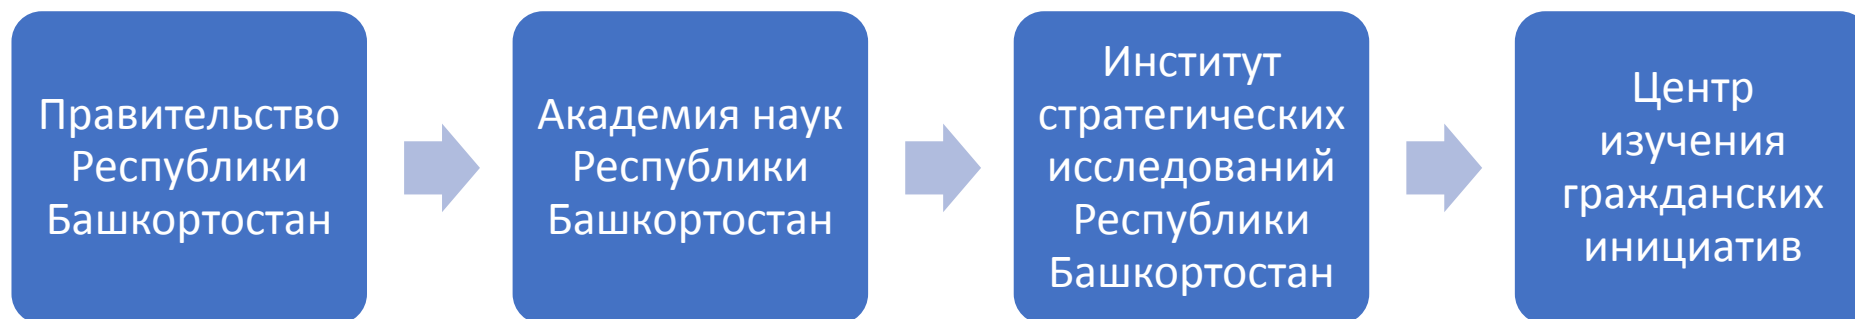 Правительство
Республики
Башкортостан
Академия наук
Республики
Башкортостан
Институт
стратегических
исследований
Республики
Башкортостан
Центр
изучения
гражданских
инициатив